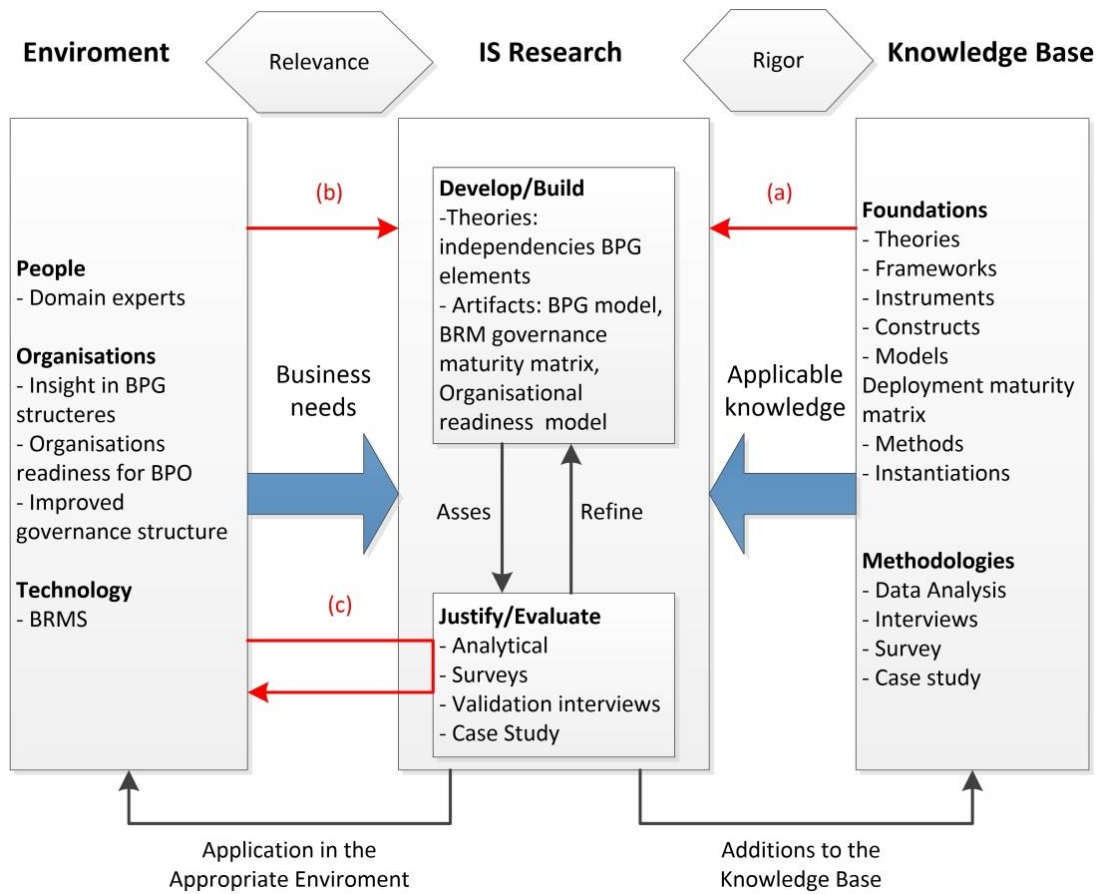 Enviroment
Relevance
IS Research
Rigor
Knowledge Base
People
- Domain experts
Organisations
- Insight in BPG
structeres
- Organisations
readiness for BPO
- Improved
governance structure
Technology
- BRMS
(b)
Business
needs
(c)
Develop/Build
-Theories:
independencies BPG
elements
- Artifacts: BPG model,
BRM governance
maturity matrix,
Organisational
readiness model
Asses
Refine
Justify/Evaluate
- Analytical
- Surveys
- Validation interviews
- Case Study
(a)
Applicable
knowledge
Foundations
- Theories
- Frameworks
- Instruments
- Constructs
- Models
Deployment maturity
matrix
- Methods
- Instantiations
Methodologies
- Data Analysis
- Interviews
- Survey
- Case study
Application in the
Appropriate Enviroment
Additions to the
Knowledge Base